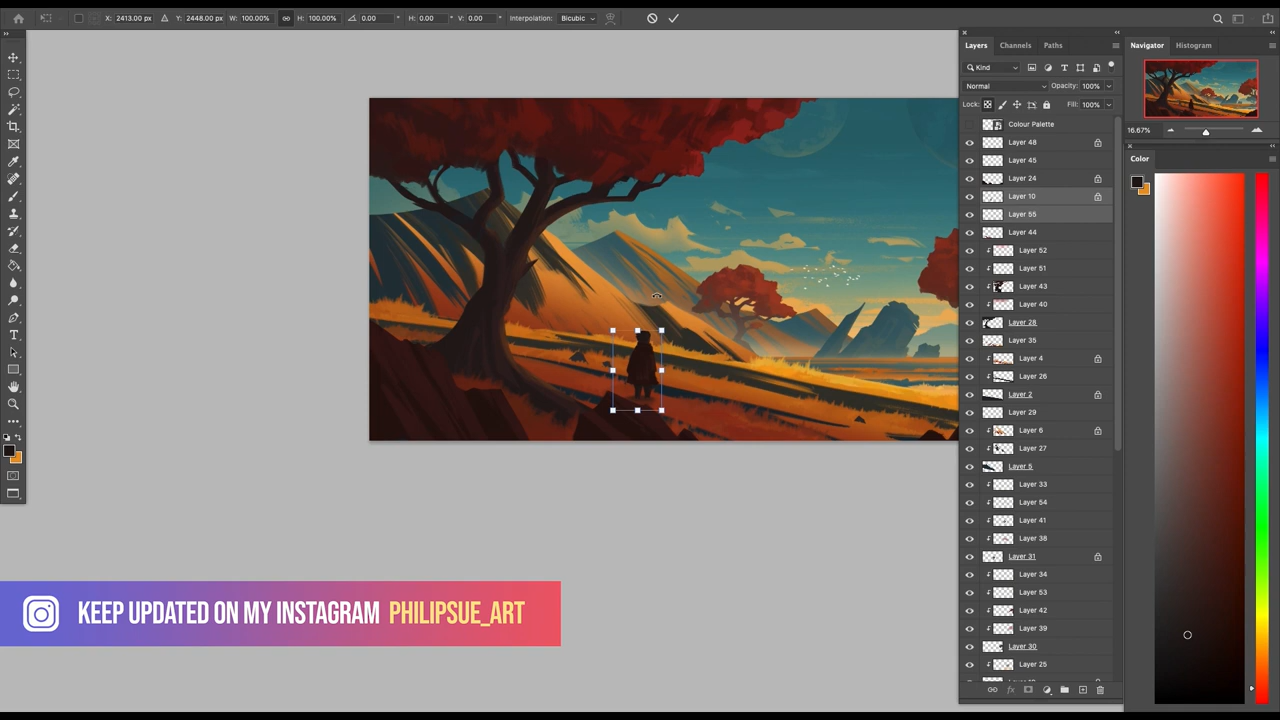 X: 2413.00 px Y: 2448.00 px W: 100.00% H: 100.00% 0.00 ° H: 0.00 ° V: 0.00 ° Interpolation: Bicubic
Layers Channels Paths
Kind
Normal Opacity: 100%
Lock: Fill: 100%
Colour Palette
Layer 48
Layer 45
Layer 24
Layer 10
Layer 55
Layer 44
Layer 52
Layer 51
Layer 43
Layer 40
Layer 28
Layer 35
Layer 4
Layer 26
Layer 2
Layer 29
Layer 6
Layer 27
Layer 5
Layer 33
Layer 54
Layer 41
Layer 38
Layer 31
Layer 34
Layer 53
Layer 42
Layer 39
Layer 30
Layer 25
fx
Navigator Histogram
16.67%
Color
KEEP UPDATED ON MY INSTAGRAM PHILIPSUE_ART